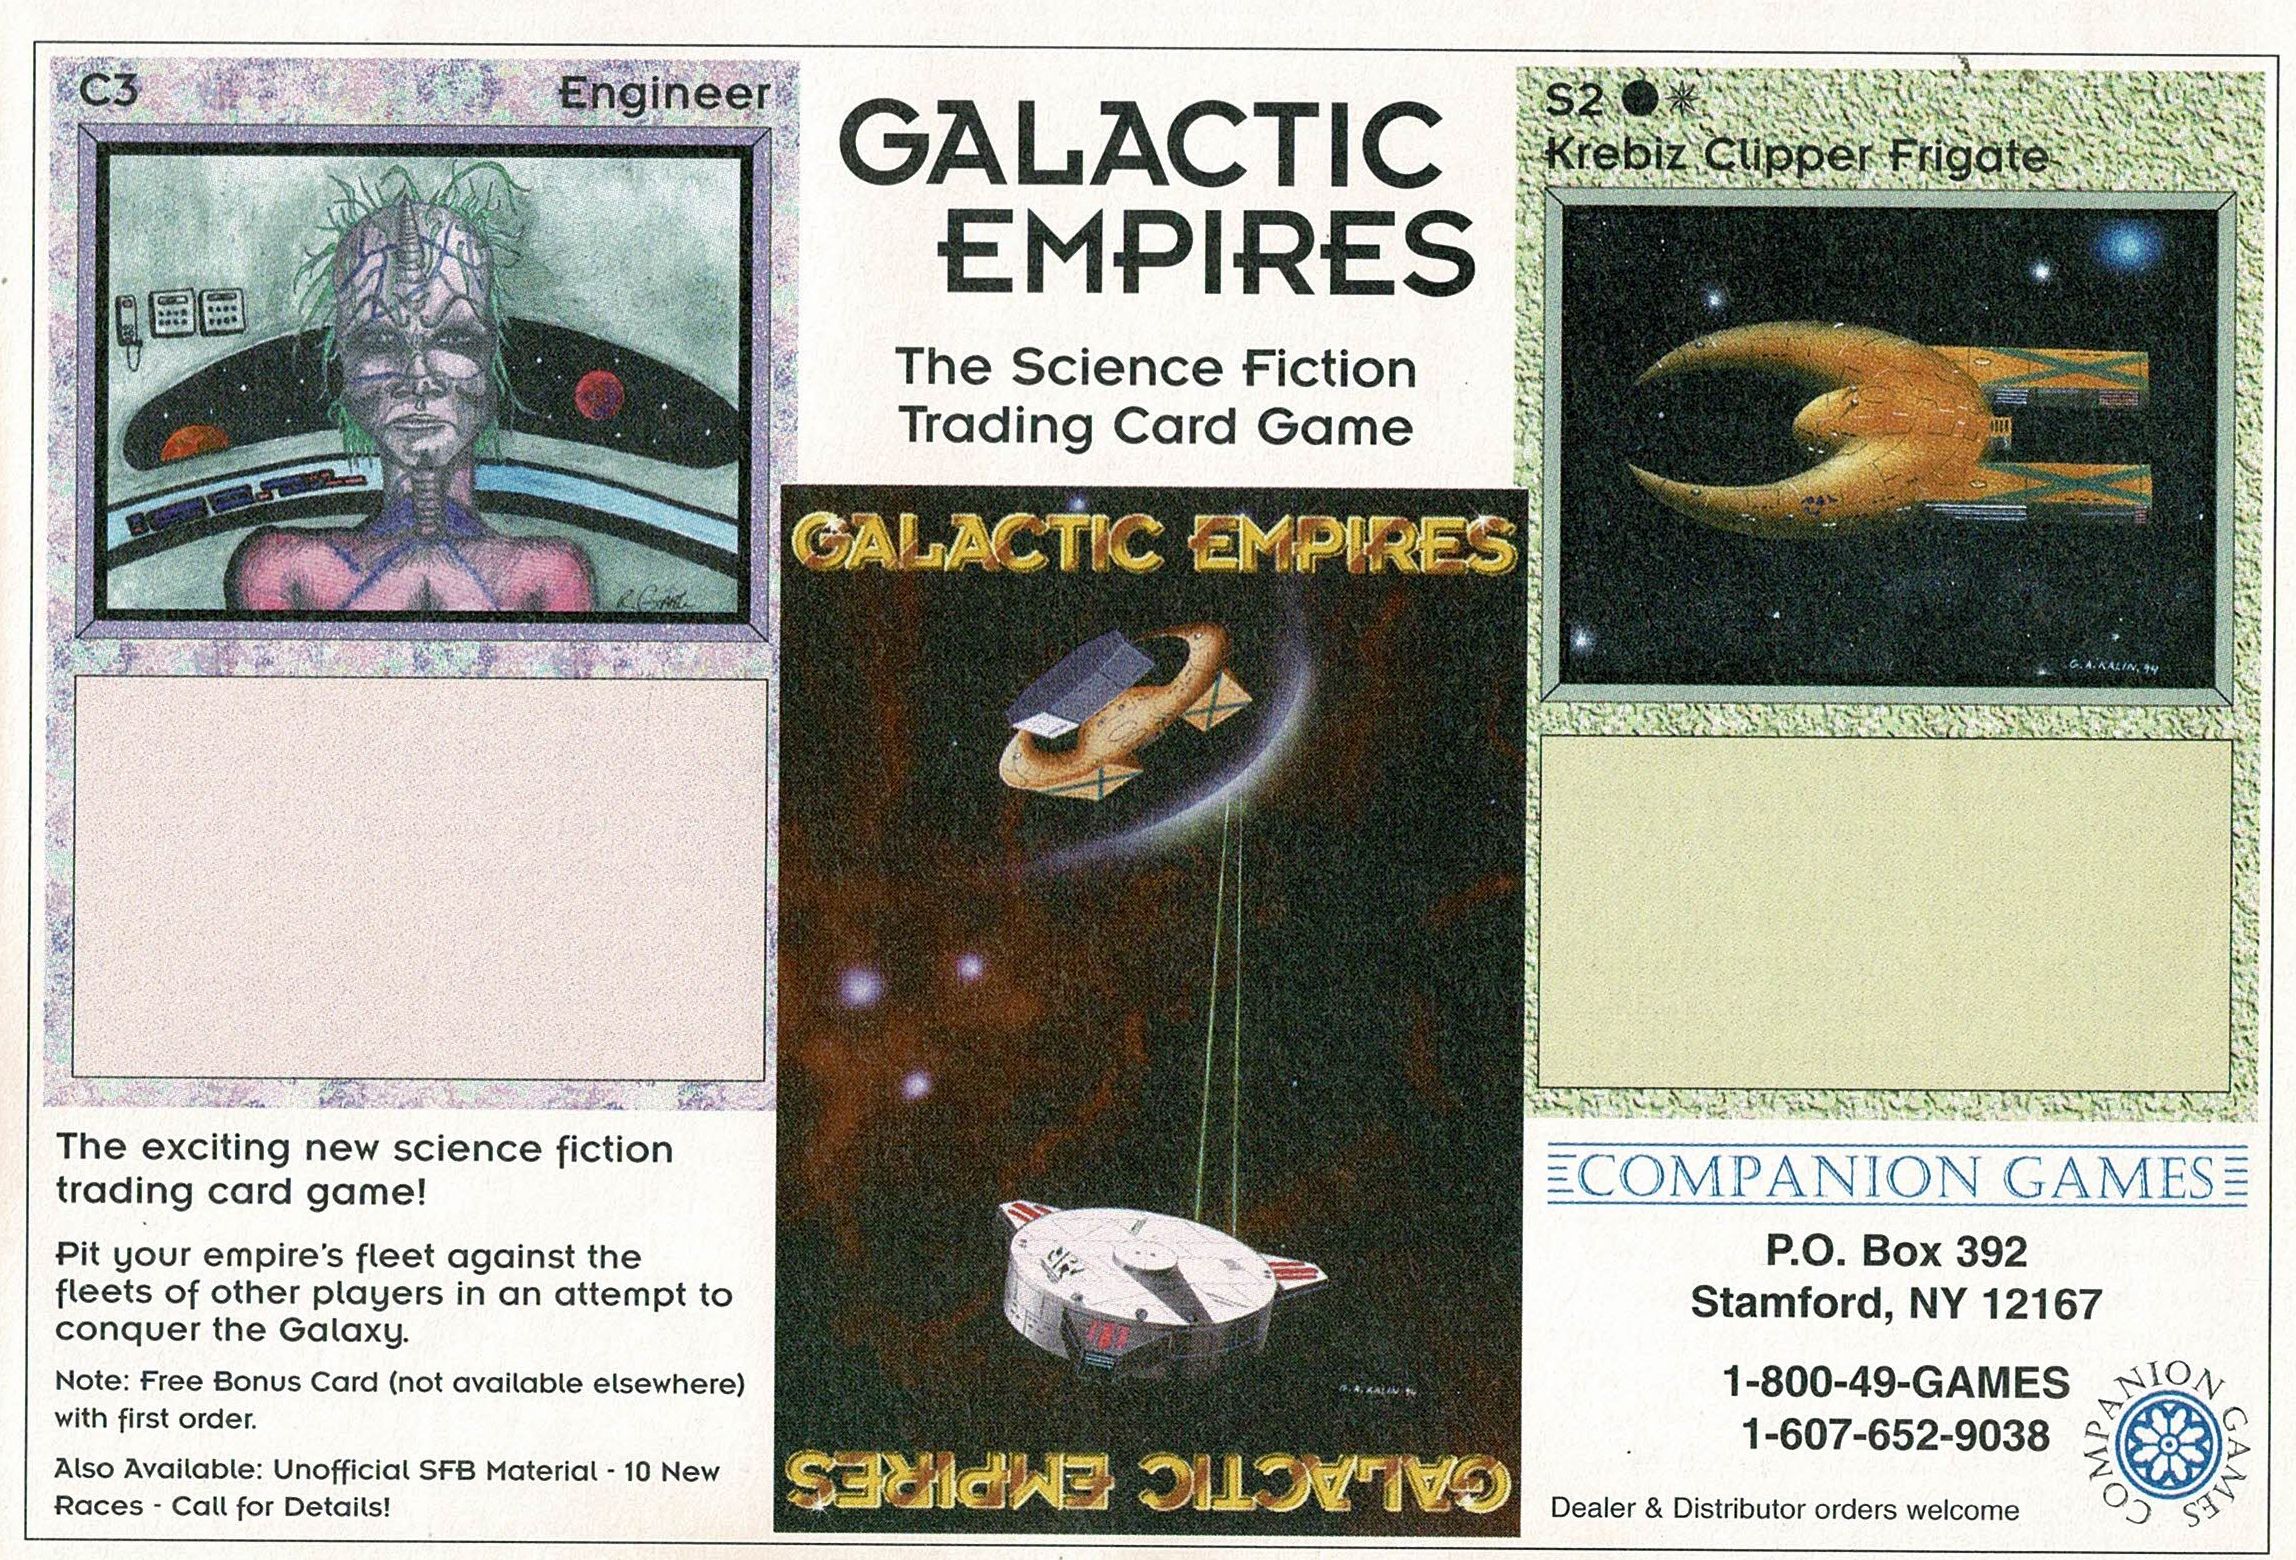 C3 Engineer
GALACTIC
EMPIRES
The Science Fiction
Trading Card Game
S2
Krebiz Clipper Frigate
G. A. KALIN, 94
GALACTIC EMPIRES
G. A. KALIN 94
GALACTIC EMPIRES
The exciting new science fiction
trading card game!
Pit your empire's fleet against the
fleets of other players in an attempt to
conquer the Galaxy.
Note: Free Bonus Card (not available elsewhere)
with first order.
Also Available: Unofficial SFB Material - 10 New
Races - Call for Details!
COMPANION GAMES
P.O. Box 392
Stamford, NY 12167
1-800-49-GAMES
1-607-652-9038
COMPANION GAMES
Dealer & Distributor orders welcome